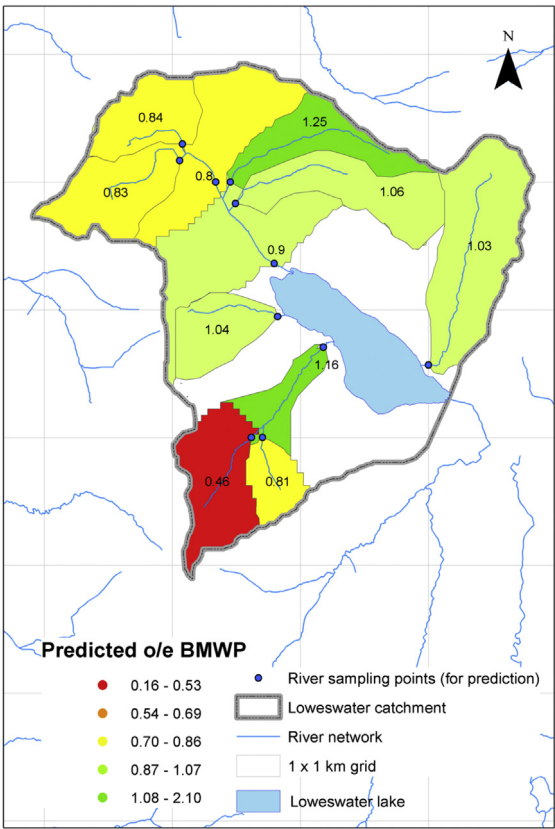 N
0.84
1.25
0.8
0.83
1.06
0.9
1.03
1.04
1.16
0.46
0.81
Predicted o/e BMWP
0.16 - 0.53
0.54 - 0.69
0.70 - 0.86
0.87 - 1.07
1.08 - 2.10
River sampling points (for prediction)
Loweswater catchment
River network
1 x 1 km grid
Loweswater lake